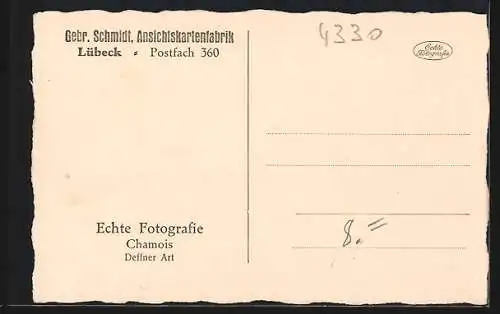 Gebr. Schmidt, Ansichtskartenfabrik
Lübeck - Postfach 360
4330
Echte
Fotografie
Echte Fotografie
Chamois
Deffner Art
8.=